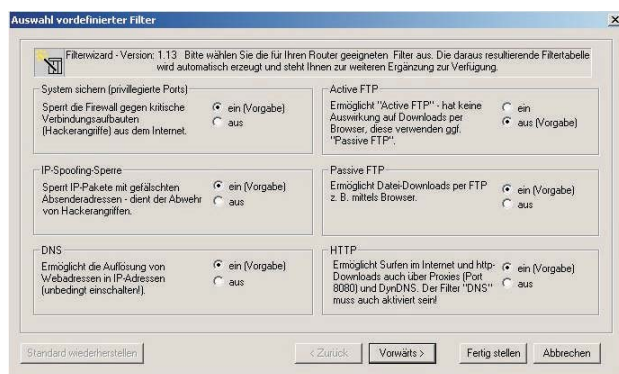 Auswahl vordefinierter Filter
Filterwizard - Version: 1.13 Bitte wählen Sie die für Ihren Router geeigneten Filter aus. Die daraus resultierende Filtertabelle
wird automatisch erzeugt und steht Ihnen zur weiteren Ergänzung zur Verfügung.
System sichern (privillegierte Ports)
Sperrt die Firewall gegen kritische
Verbindungsaufbauten
(Hackerangriffe) aus dem Internet.
ein (Vorgabe)
aus
Active FTP
Ermöglicht "Active FTP" - hat keine
Auswirkung auf Downloads per
Browser, diese verwenden ggf.
"Passive FTP".
ein
aus (Vorgabe)
IP-Spoofing-Sperre
Sperrt IP-Pakete mit gefälschten
Absenderadressen - dient der Abwehr
von Hackerangriffen.
ein (Vorgabe)
aus
Passive FTP
Ermöglicht Datei-Downloads per FTP
z. B. mittels Browser.
ein (Vorgabe)
aus
DNS
Ermöglicht die Auflösung von
Webadressen in IP-Adressen
(unbedingt einschalten!).
ein (Vorgabe)
aus
HTTP
Ermöglicht Surfen im Internet und http-
Downloads auch über Proxies (Port
8080) und DynDNS. Der Filter "DNS"
muss auch aktiviert sein!
ein (Vorgabe)
aus
Standard wiederherstellen
< Zurück
Vorwärts >
Fertig stellen
Abbrechen